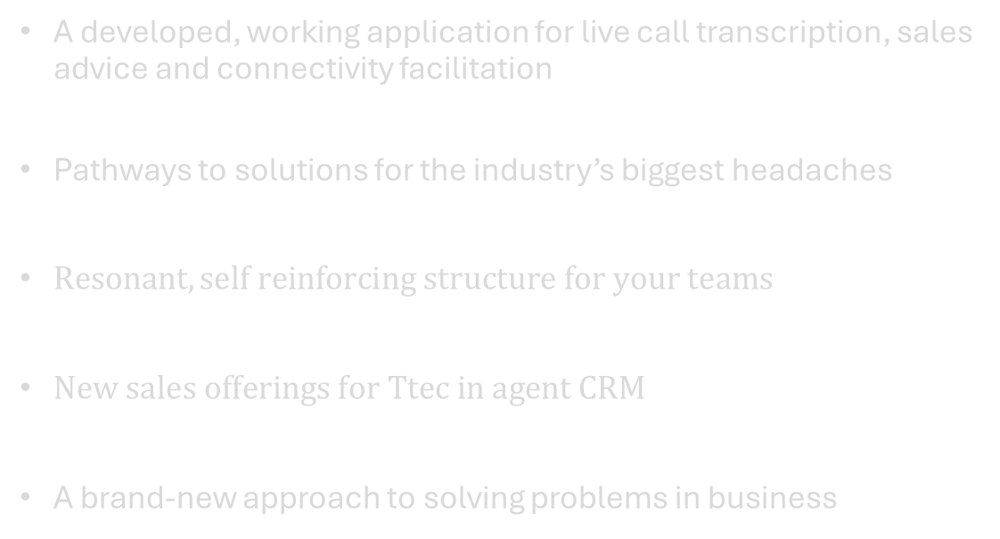 • A developed, working application for live call transcription, sales
advice and connectivity facilitation
• Pathways to solutions for the industry’s biggest headaches
• Resonant, self reinforcing structure for your teams
• New sales offerings for Ttec in agent CRM
• A brand-new approach to solving problems in business